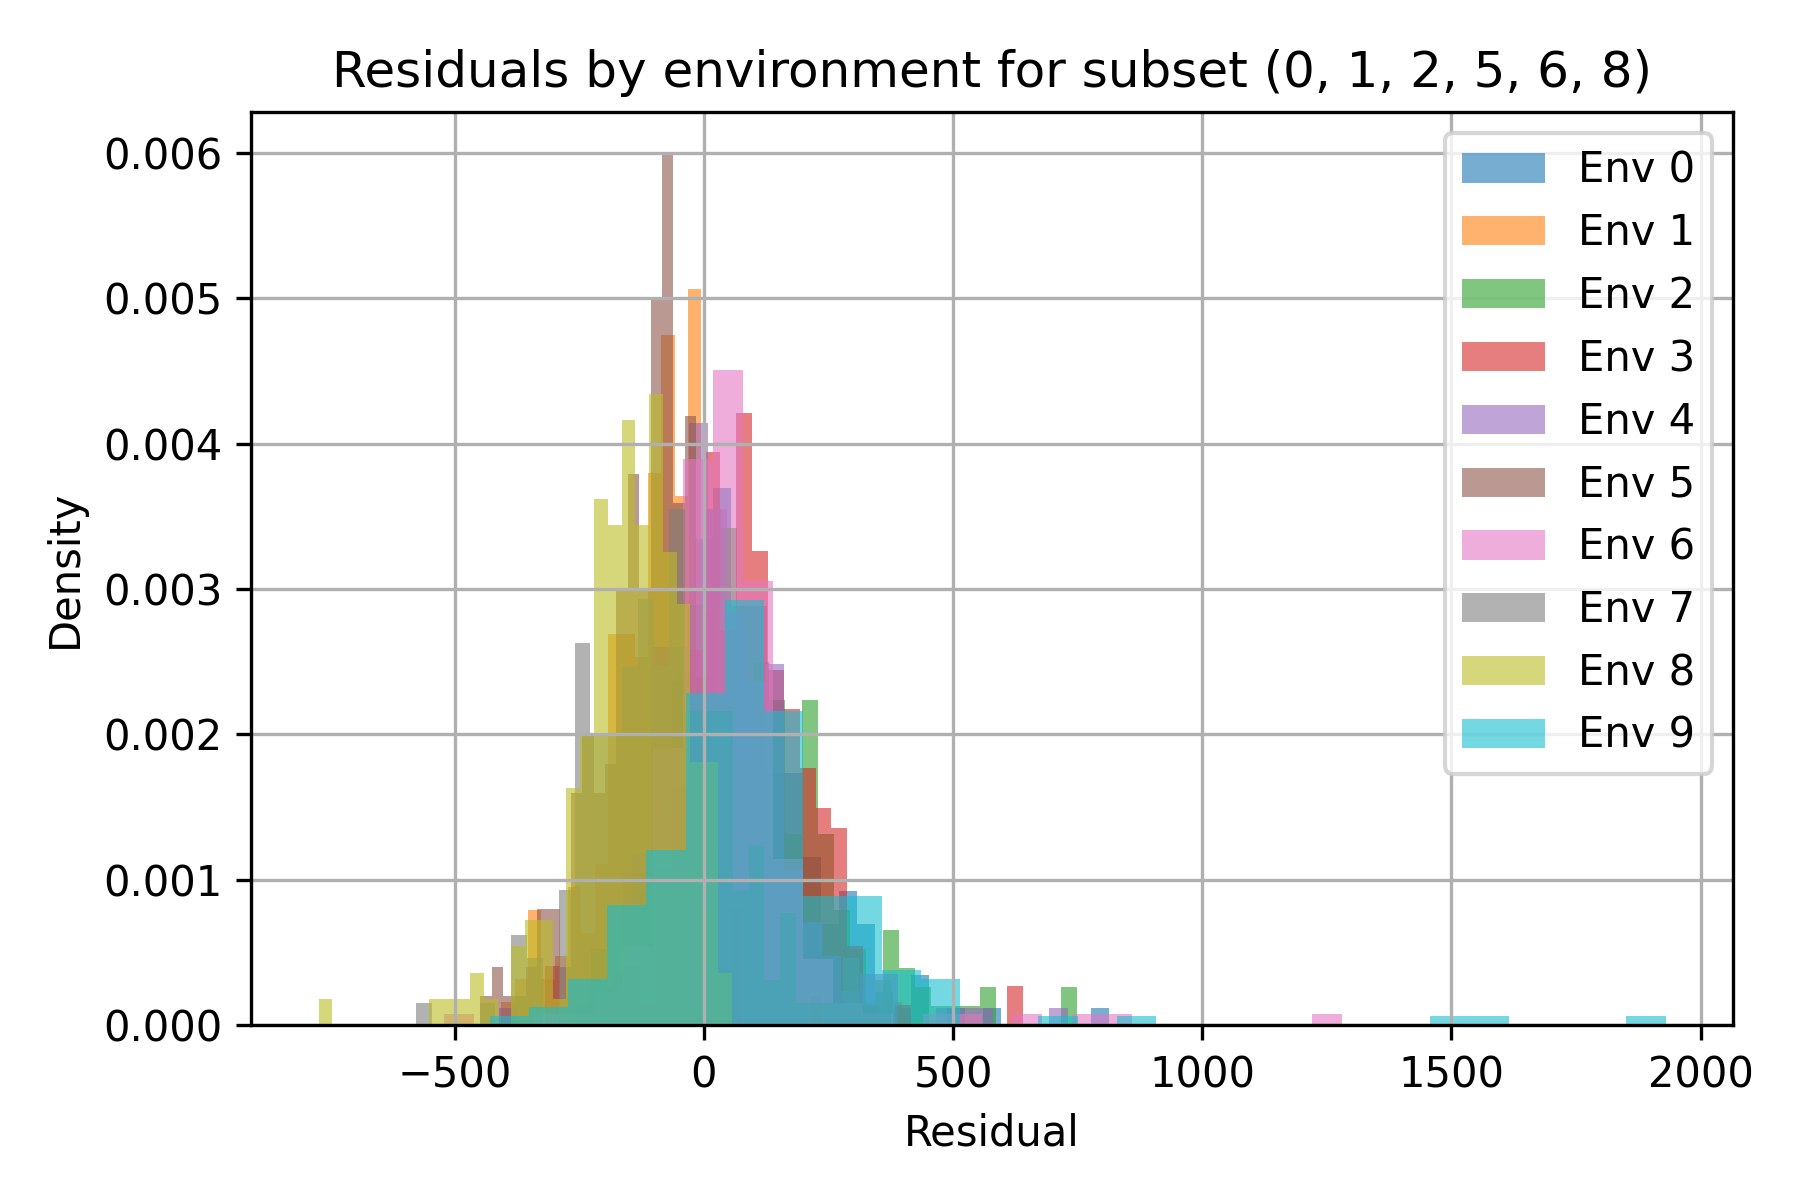 Residuals by environment for subset (0, 1, 2, 5, 6, 8)
0.006
0.005
0.004
0.003
0.002
0.001
0.000
Density
−500
0
500
1000
1500
2000
Residual
Env 0
Env 1
Env 2
Env 3
Env 4
Env 5
Env 6
Env 7
Env 8
Env 9